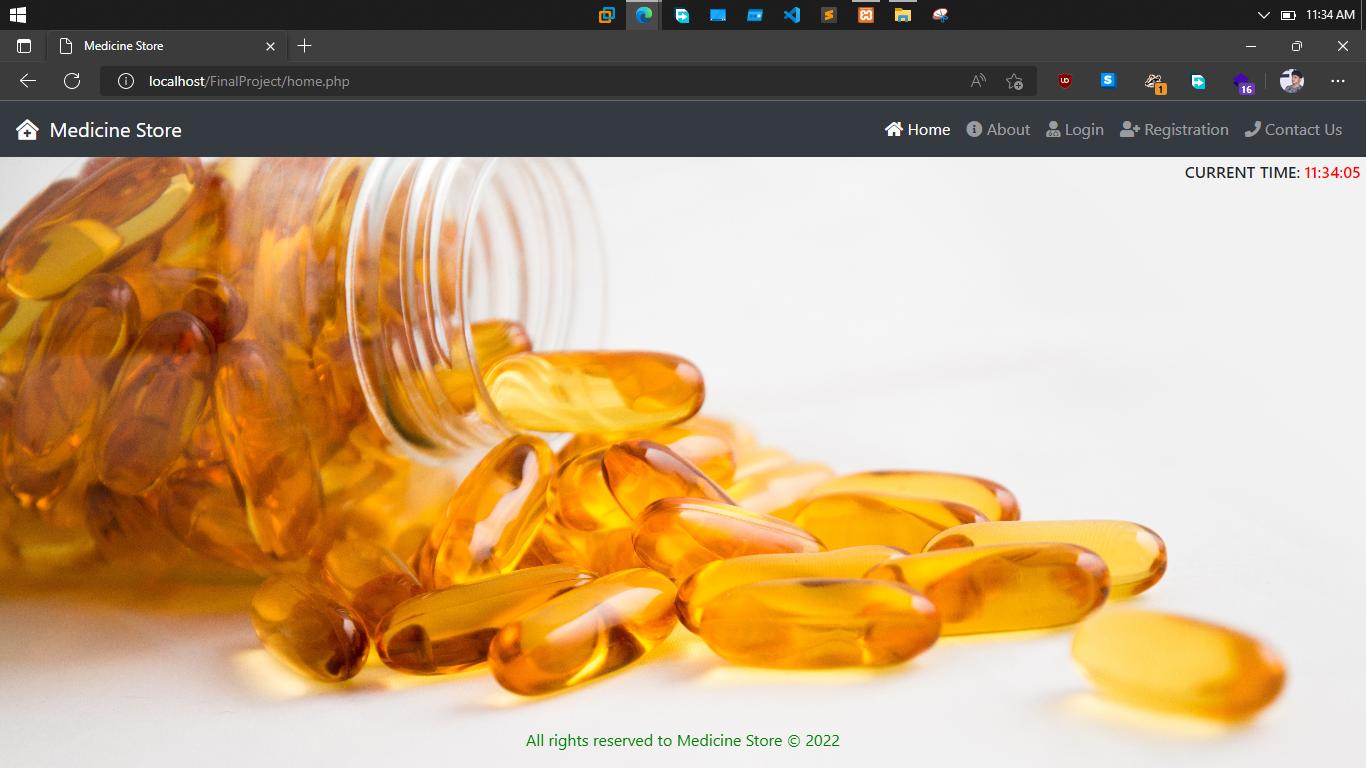 11:34 AM
Medicine Store
localhost/FinalProject/home.php
1
16
Medicine Store
Home About Login Registration Contact Us
CURRENT TIME: 11:34:05
All rights reserved to Medicine Store © 2022